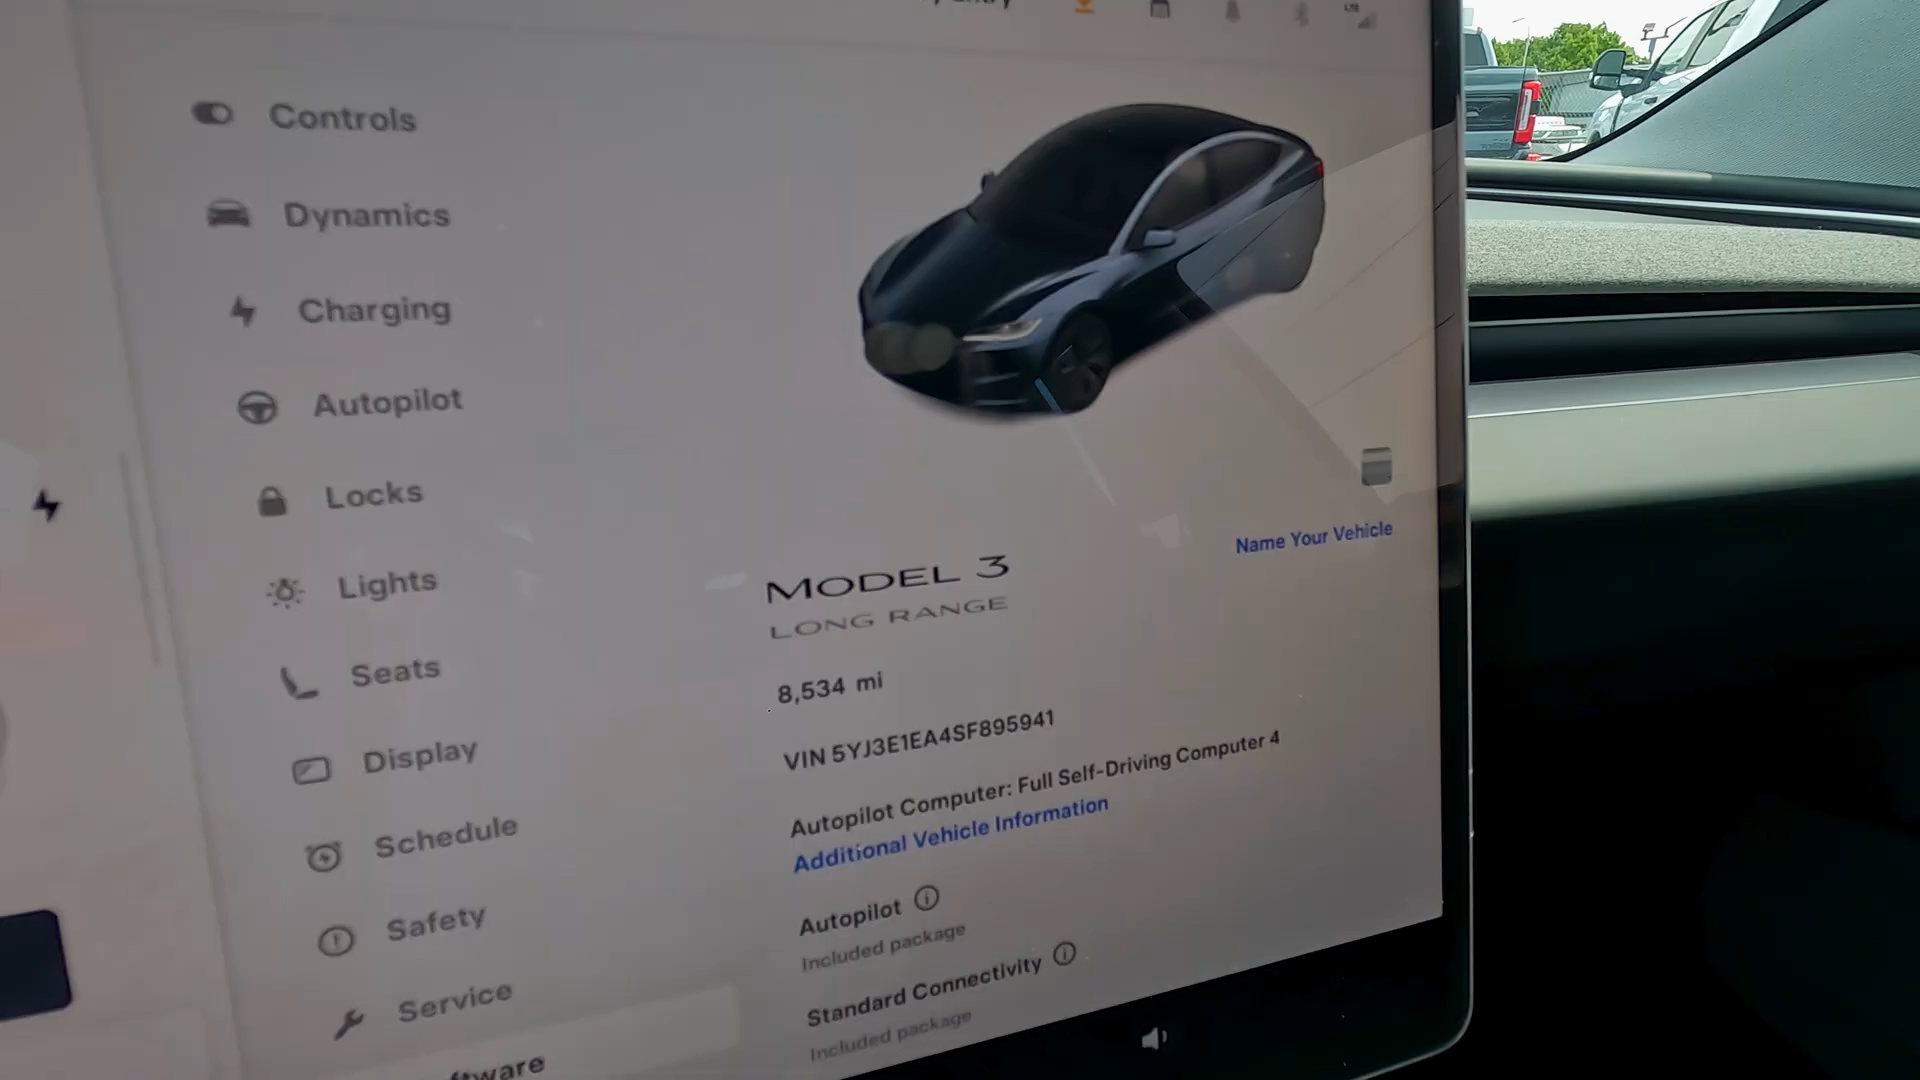 LTE
Controls
Dynamics
Charging
Autopilot
Locks
Lights
Seats
Display
Schedule
Safety
Service
Name Your Vehicle
MODEL 3
LONG RANGE
8,534 mi
VIN 5YJ3E1EA4SF895941
Autopilot Computer: Full Self-Driving Computer 4
Additional Vehicle Information
Autopilot
Included package
Standard Connectivity
Included package